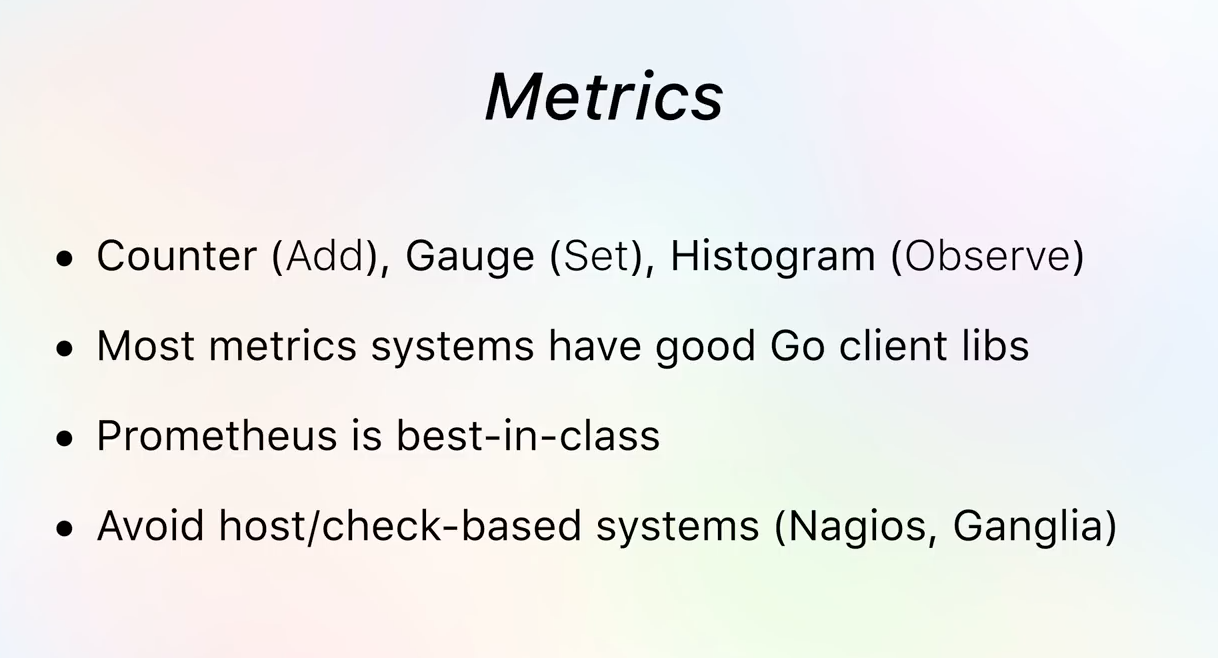 Metrics
• Counter (Add), Gauge (Set), Histogram (Observe)
• Most metrics systems have good Go client libs
• Prometheus is best-in-class
• Avoid host/check-based systems (Nagios, Ganglia)